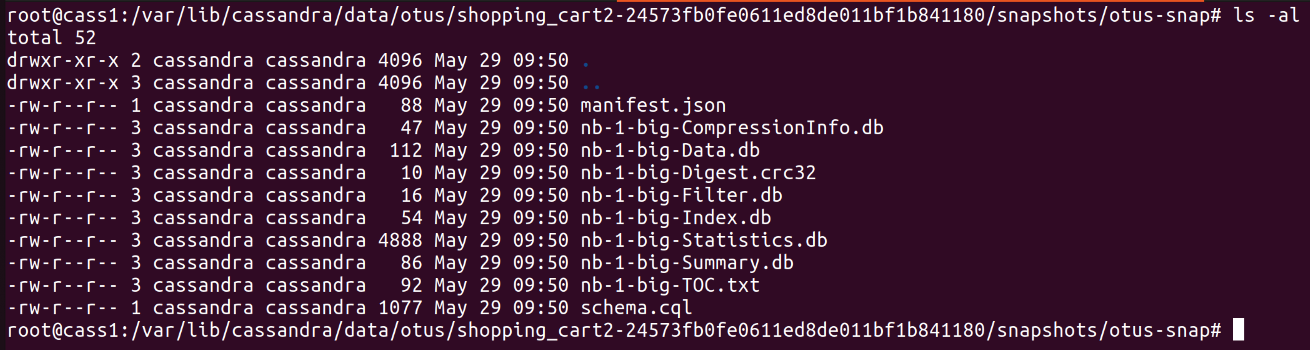 root@cass1:/var/lib/cassandra/data/otus/shopping_cart2-24573fb0fe0611ed8de011bf1b841180/snapshots/otus-snap# ls -al
total 52
drwxr-xr-x 2 cassandra cassandra 4096 May 29 09:50 .
drwxr-xr-x 3 cassandra cassandra 4096 May 29 09:50 ..
-rw-r--r-- 1 cassandra cassandra   88 May 29 09:50 manifest.json
-rw-r--r-- 3 cassandra cassandra   47 May 29 09:50 nb-1-big-CompressionInfo.db
-rw-r--r-- 3 cassandra cassandra  112 May 29 09:50 nb-1-big-Data.db
-rw-r--r-- 3 cassandra cassandra   10 May 29 09:50 nb-1-big-Digest.crc32
-rw-r--r-- 3 cassandra cassandra   16 May 29 09:50 nb-1-big-Filter.db
-rw-r--r-- 3 cassandra cassandra   54 May 29 09:50 nb-1-big-Index.db
-rw-r--r-- 3 cassandra cassandra 4888 May 29 09:50 nb-1-big-Statistics.db
-rw-r--r-- 3 cassandra cassandra   86 May 29 09:50 nb-1-big-Summary.db
-rw-r--r-- 3 cassandra cassandra   92 May 29 09:50 nb-1-big-TOC.txt
-rw-r--r-- 1 cassandra cassandra 1077 May 29 09:50 schema.cql
root@cass1:/var/lib/cassandra/data/otus/shopping_cart2-24573fb0fe0611ed8de011bf1b841180/snapshots/otus-snap#